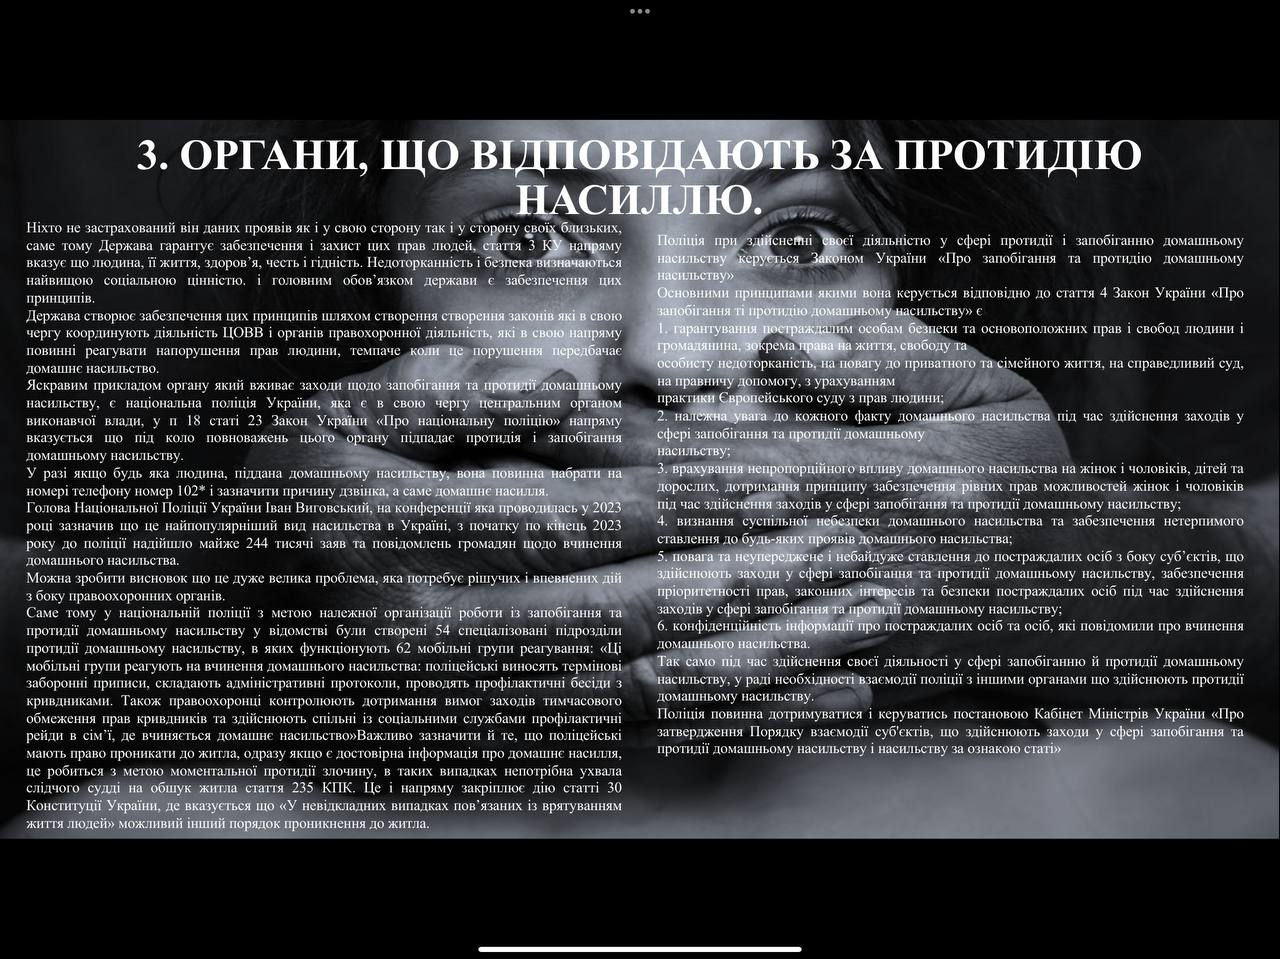 3. ОРГАНИ, ЩО ВІДПОВІДАЮТЬ ЗА ПРОТИДІЮ
НАСИЛЛЮ.
Ніхто не застрахований він даних проявів як і у свою сторону так і у сторону своїх близьких,
саме тому Держава гарантує забезпечення і захист цих прав людей, стаття 3 КУ напряму
вказує що людина, її життя, здоров’я, честь і гідність. Недоторканність і безпека визначаються
найвищою соціальною цінністю. і головним обов’язком держави є забезпечення цих
принципів.
Держава створює забезпечення цих принципів шляхом створення створення законів які в свою
чергу координують діяльність ЦОВВ і органів правохоронної діяльність, які в свою напряму
повинні реагувати напорушення прав людини, темпаче коли це порушення передбачає
домашнє насильство.
Яскравим прикладом органу який вживає заходи щодо запобігання та протидії домашньому
насильству, є національна поліція України, яка є в свою чергу центральним органом
виконавчої влади, у п 18 статі 23 Закон України «Про національну поліцію» напряму
вказується що під коло повноважень цього органу підпадає протидія і запобігання
домашньому насильству.
У разі якщо будь яка людина, піддана домашньому насильству, вона повинна набрати на
номері телефону номер 102* і зазначити причину дзвінка, а саме домашнє насилля.
Голова Національної Поліції України Іван Виговський, на конференції яка проводилась у 2023
році зазначив що це найпопулярніший вид насильства в Україні, з початку по кінець 2023
року до поліції надійшло майже 244 тисячі заяв та повідомлень громадян щодо вчинення
домашнього насильства.
Можна зробити висновок що це дуже велика проблема, яка потребує рішучих і впевнених дій
з боку правоохоронних органів.
Саме тому у національній поліції з метою належної організації роботи із запобігання та
протидії домашньому насильству у відомстві були створені 54 спеціалізовані підрозділи
протидії домашньому насильству, в яких функціонують 62 мобільні групи реагування: «Ці
мобільні групи реагують на вчинення домашнього насильства: поліцейські виносять термінові
заборонні приписи, складають адміністративні протоколи, проводять профілактичні бесіди з
кривдниками. Також правоохоронці контролюють дотримання вимог заходів тимчасового
обмеження прав кривдників та здійснюють спільні із соціальними службами профілактичні
рейди в сім’ї, де вчиняється домашнє насильство»Важливо зазначити й те, що поліцейські
мають право проникати до житла, одразу якщо є достовірна інформація про домашнє насилля,
це робиться з метою моментальної протидії злочину, в таких випадках непотрібна ухвала
слідчого судді на обшук житла стаття 235 КПК. Це і напряму закріплює дію статті 30
Конституції України, де вказується що «У невідкладних випадках пов’язаних із врятуванням
життя людей» можливий інший порядок проникнення до житла.
Поліція при здійсненні своєї діяльністю у сфері протидії і запобіганню домашньому
насильству керується Законом України «Про запобігання та протидію домашньому
насильству»
Основними принципами якими вона керується відповідно до стаття 4 Закон України «Про
запобігання ті протидію домашньому насильству» є
1. гарантування постраждалим особам безпеки та основоположних прав і свобод людини і
громадянина, зокрема права на життя, свободу та
особисту недоторканість, на повагу до приватного та сімейного життя, на справедливий суд,
на правничу допомогу, з урахуванням
практики Європейського суду з прав людини;
2. належна увага до кожного факту домашнього насильства під час здійснення заходів у
сфері запобігання та протидії домашньому
насильству;
3. врахування непропорційного впливу домашнього насильства на жінок і чоловіків, дітей та
дорослих, дотримання принципу забезпечення рівних прав можливостей жінок і чоловіків
під час здійснення заходів у сфері запобігання та протидії домашньому насильству;
4. визнання суспільної небезпеки домашнього насильства та забезпечення нетерпимого
ставлення до будь-яких проявів домашнього насильства;
5. повага та неупереджене і небайдуже ставлення до постраждалих осіб з боку суб’єктів, що
здійснюють заходи у сфері запобігання та протидії домашньому насильству, забезпечення
пріоритетності прав, законних інтересів та безпеки постраждалих осіб під час здійснення
заходів у сфері запобігання та протидії домашньому насильству;
6. конфіденційність інформації про постраждалих осіб та осіб, які повідомили про вчинення
домашнього насильства.
Так само під час здійснення своєї діяльності у сфері запобіганню й протидії домашньому
насильству, у раді необхідності взаємодії поліції з іншими органами що здійснюють протидії
домашньому насильству.
Поліція повинна дотримуватися і керуватись постановою Кабінет Міністрів України «Про
затвердження Порядку взаємодії суб'єктів, що здійснюють заходи у сфері запобігання та
протидії домашньому насильству і насильству за ознакою статі»